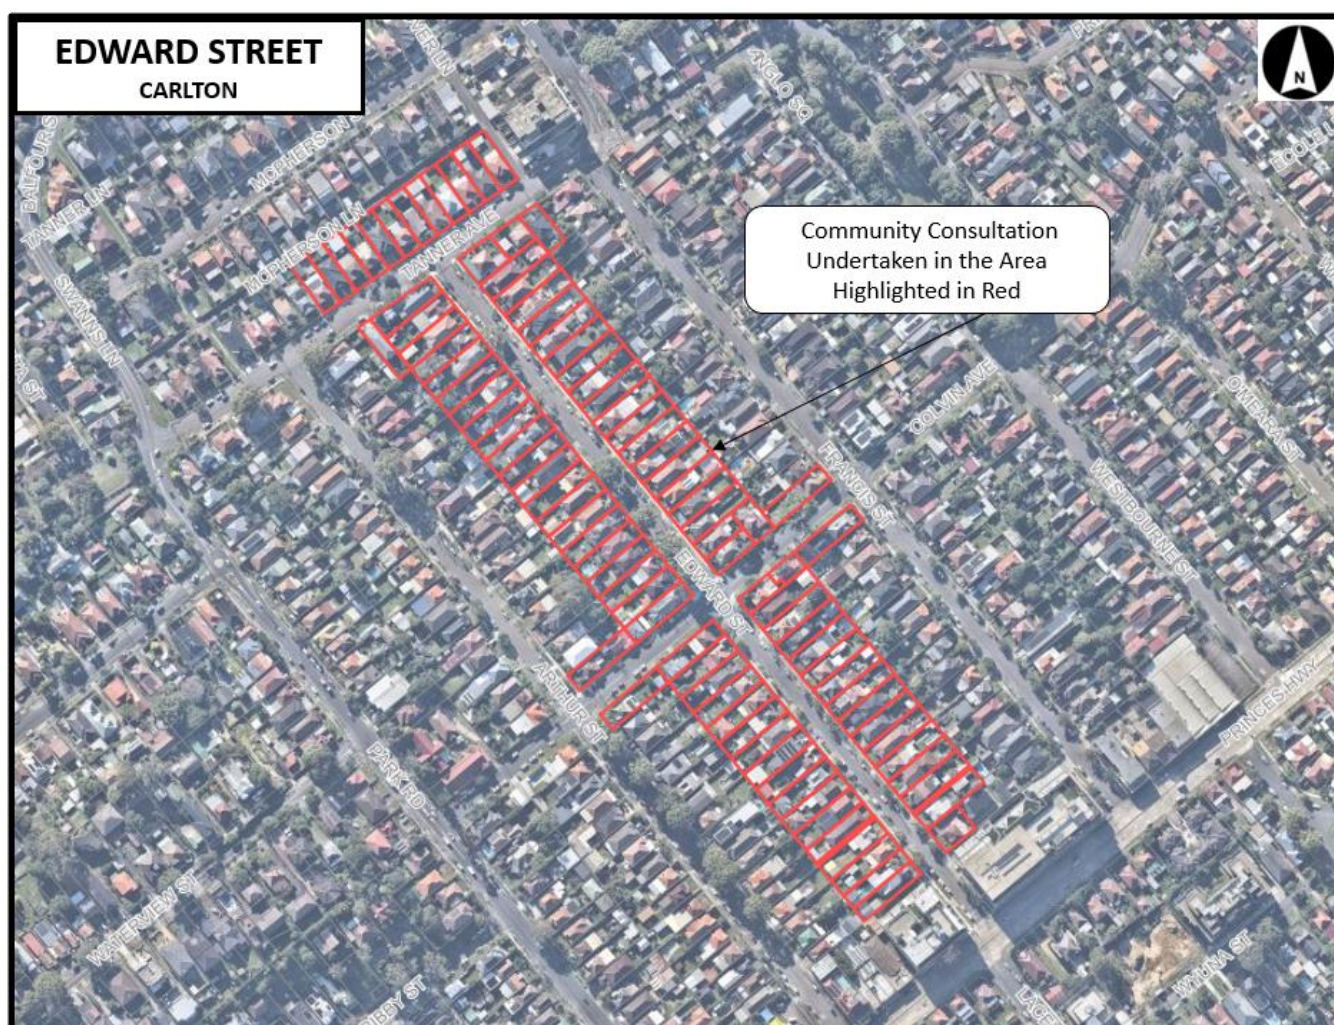 EDWARD STREET
CARLTON
N
Community Consultation
Undertaken in the Area
Highlighted in Red
ANGLO SQ
BALFOUR S
MCPHERSON
TANNER LN
MCPHERSON LN
TANNER AVE
SWANNS LN
COLVIN AVE
OMEARA ST
FRANCIS ST
WESTBOURNE ST
EDWARD ST
ARTHUR ST
PRINCES HWY
PARK RD
WATERVIEW ST
WYUNA ST